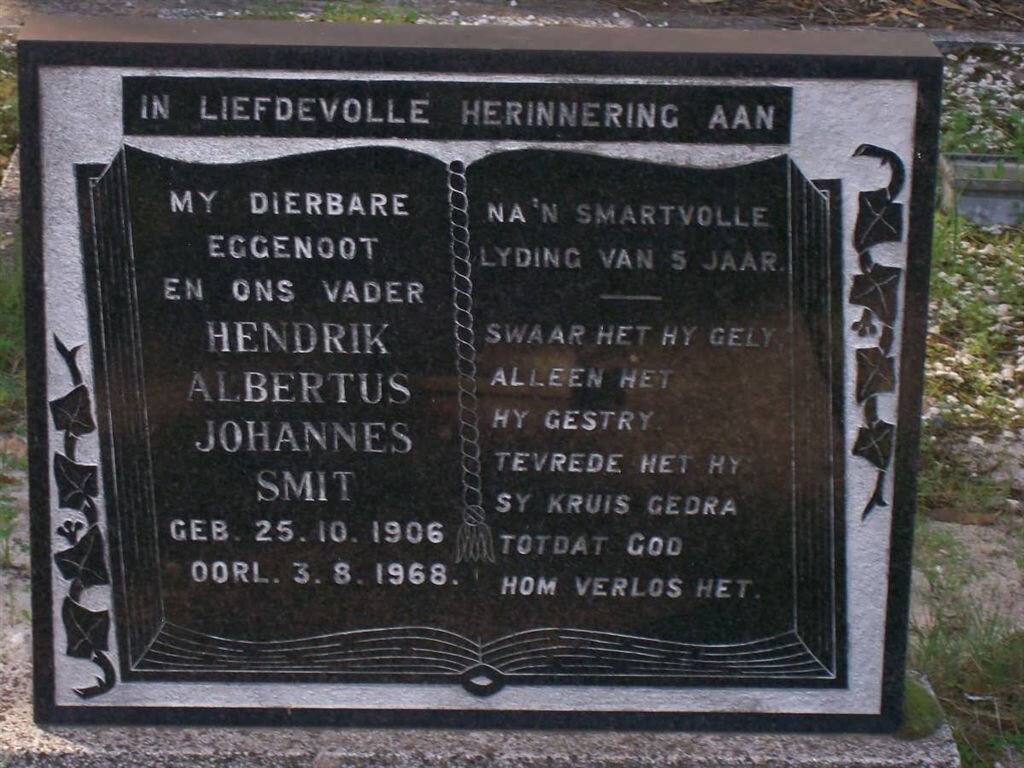 IN LIEFDEVOLLE HERINNERING AAN
MY DIERBARE
EGGENOOT
EN ONS VADER
HENDRIK
ALBERTUS
JOHANNES
SMIT
GEB. 25.10.1906
OORL. 3.8.1968.
NA'N SMARTVOLLE
LYDING VAN 5 JAAR.
SWAAR HET HY GELY,
ALLEEN HET
HY GESTRY.
TEVREDE HET HY
SY KRUIS GEDRA
TOTDAT GOD
HOM VERLOS HET.